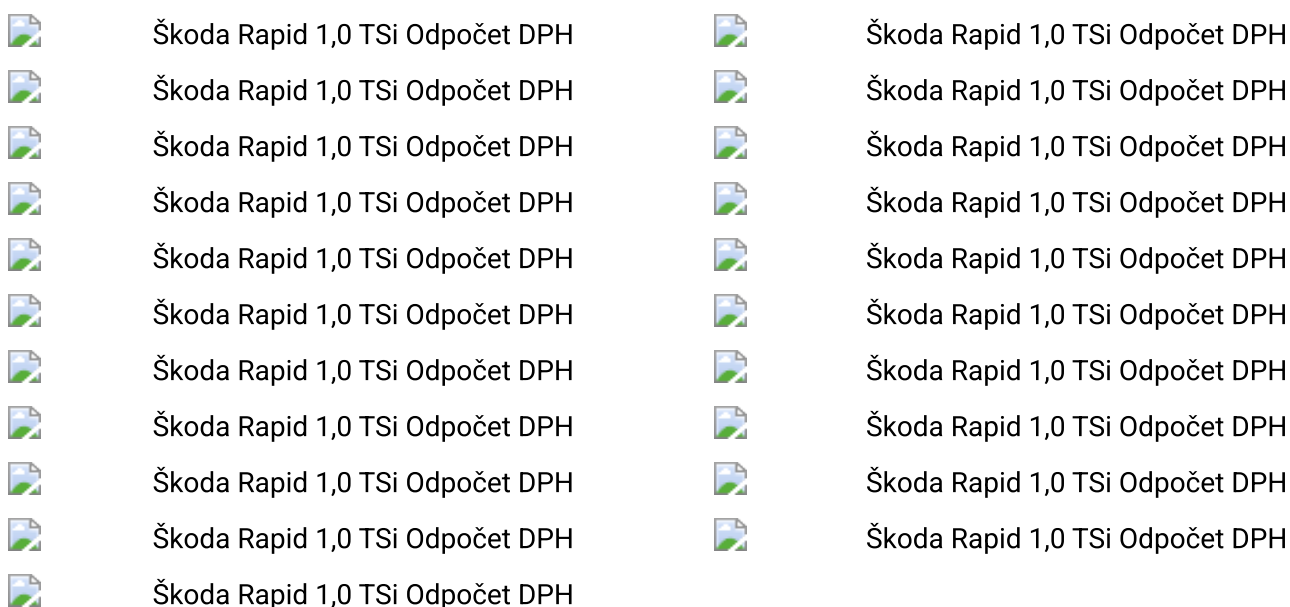 Škoda Rapid 1,0 TSi Odpočet DPH Škoda Rapid 1,0 TSi Odpočet DPH
Škoda Rapid 1,0 TSi Odpočet DPH Škoda Rapid 1,0 TSi Odpočet DPH
Škoda Rapid 1,0 TSi Odpočet DPH Škoda Rapid 1,0 TSi Odpočet DPH
Škoda Rapid 1,0 TSi Odpočet DPH Škoda Rapid 1,0 TSi Odpočet DPH
Škoda Rapid 1,0 TSi Odpočet DPH Škoda Rapid 1,0 TSi Odpočet DPH
Škoda Rapid 1,0 TSi Odpočet DPH Škoda Rapid 1,0 TSi Odpočet DPH
Škoda Rapid 1,0 TSi Odpočet DPH Škoda Rapid 1,0 TSi Odpočet DPH
Škoda Rapid 1,0 TSi Odpočet DPH Škoda Rapid 1,0 TSi Odpočet DPH
Škoda Rapid 1,0 TSi Odpočet DPH Škoda Rapid 1,0 TSi Odpočet DPH
Škoda Rapid 1,0 TSi Odpočet DPH Škoda Rapid 1,0 TSi Odpočet DPH
Škoda Rapid 1,0 TSi Odpočet DPH